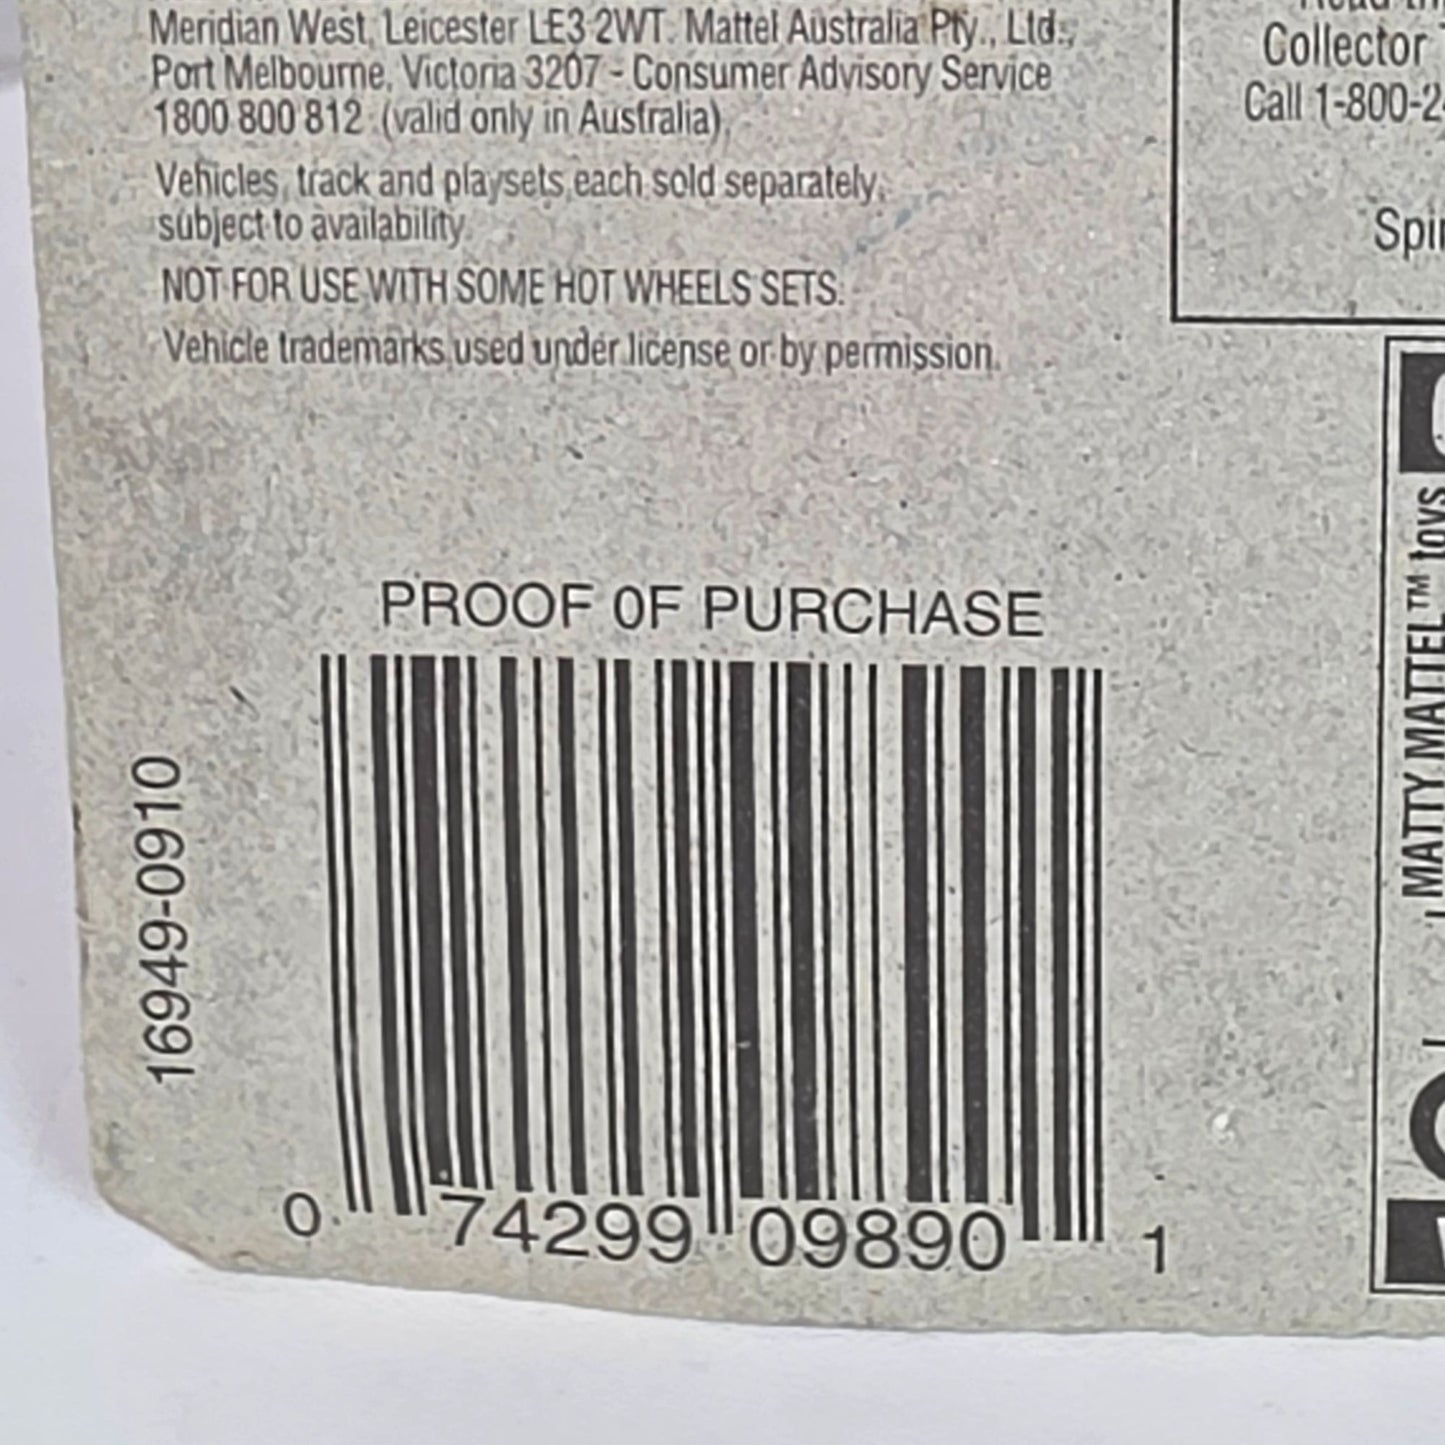 Meridian West, Leicester LE3 2WT. Mattel Australia Pty., Ltd.,
Port Melbourne, Victoria 3207 - Consumer Advisory Service
1800 800 812 (valid only in Australia).
Vehicles, track and playsets each sold separately,
subject to availability.
NOT FOR USE WITH SOME HOT WHEELS SETS.
Vehicle trademarks used under license or by permission.
Collector
Call 1-800-2
Spi
PROOF OF PURCHASE
16949-0910
0 74299 09890 1
MATTY MATTEL™ toys